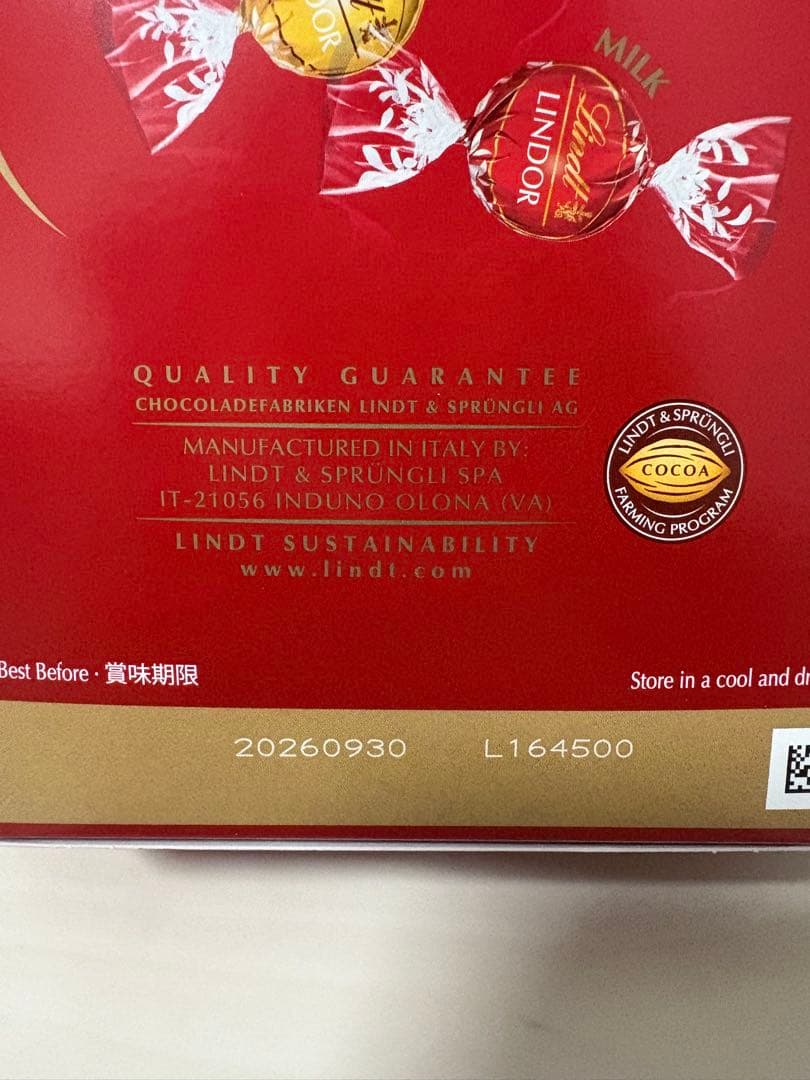 DOR
MILK
Lindt
LINDOR
QUALITY GUARANTEE
CHOCOLADEFABRIKEN LINDT & SPRÜNGLI AG
MANUFACTURED IN ITALY BY:
LINDT & SPRÜNGLI SPA
IT-21056 INDUNO OLONA (VA)
LINDT SUSTAINABILITY
www.lindt.com
LINDT & SPRÜNGLI
COCOA
FARMING PROGRAM
Best Before · 賞味期限
Store in a cool and dr
20260930 L164500